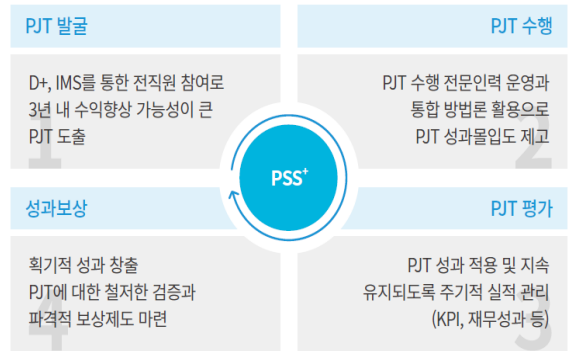 PJT 발굴
D+, IMS를 통한 전직원 참여로
3년 내 수익향상 가능성이 큰
PJT 도출
1
PJT 수행
PJT 수행 전문인력 운영과
통합 방법론 활용으로
PJT 성과몰입도 제고
2
PSS+
PJT 평가
PJT 성과 적용 및 지속
유지되도록 주기적 실적 관리
(KPI, 재무성과 등)
3
성과보상
획기적 성과 창출
PJT에 대한 철저한 검증과
파격적 보상제도 마련
4